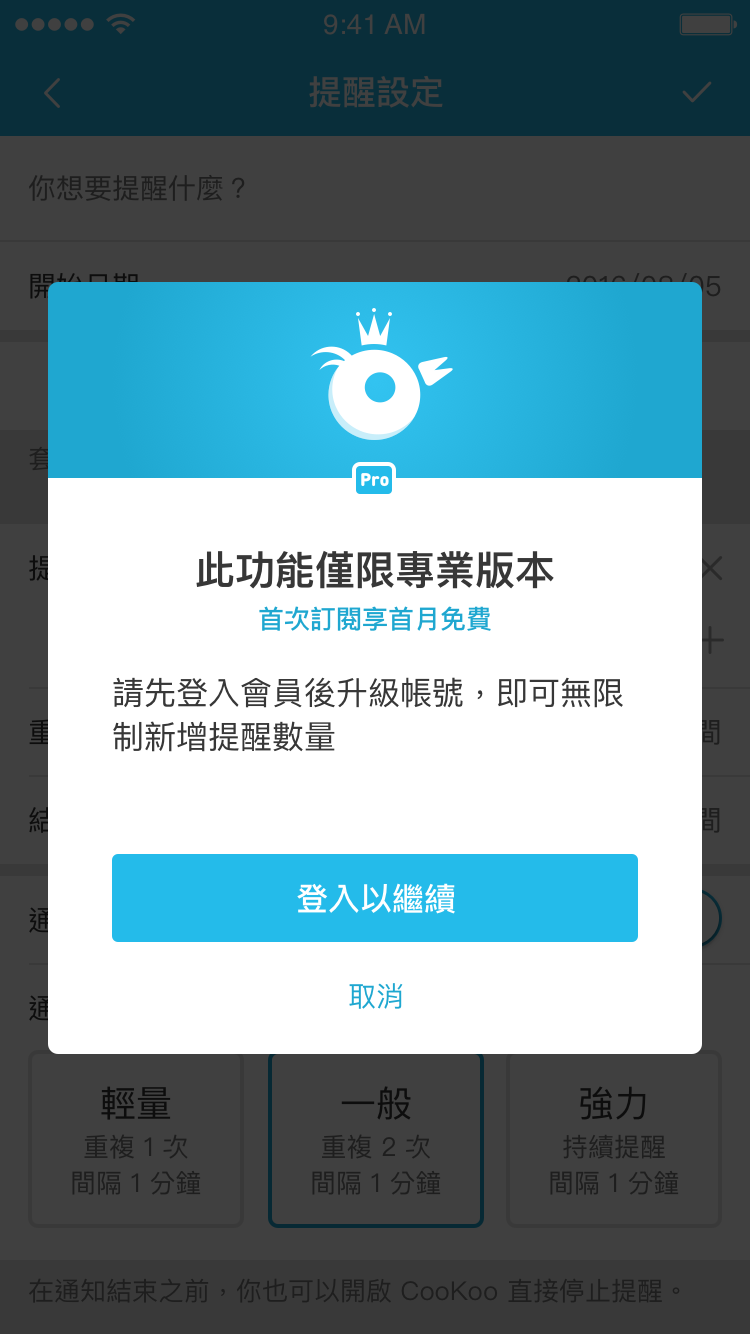 9:41 AM
提醒設定
你想要提醒什麼？
開始日期
Pro
此功能僅限專業版本
首次訂閱享首月免費
請先登入會員後升級帳號，即可無限
制新增提醒數量
登入以繼續
取消
輕量
重複 1 次
間隔 1 分鐘
一般
重複 2 次
間隔 1 分鐘
強力
持續提醒
間隔 1 分鐘
在通知結束之前，你也可以開啟 CooKoo 直接停止提醒。